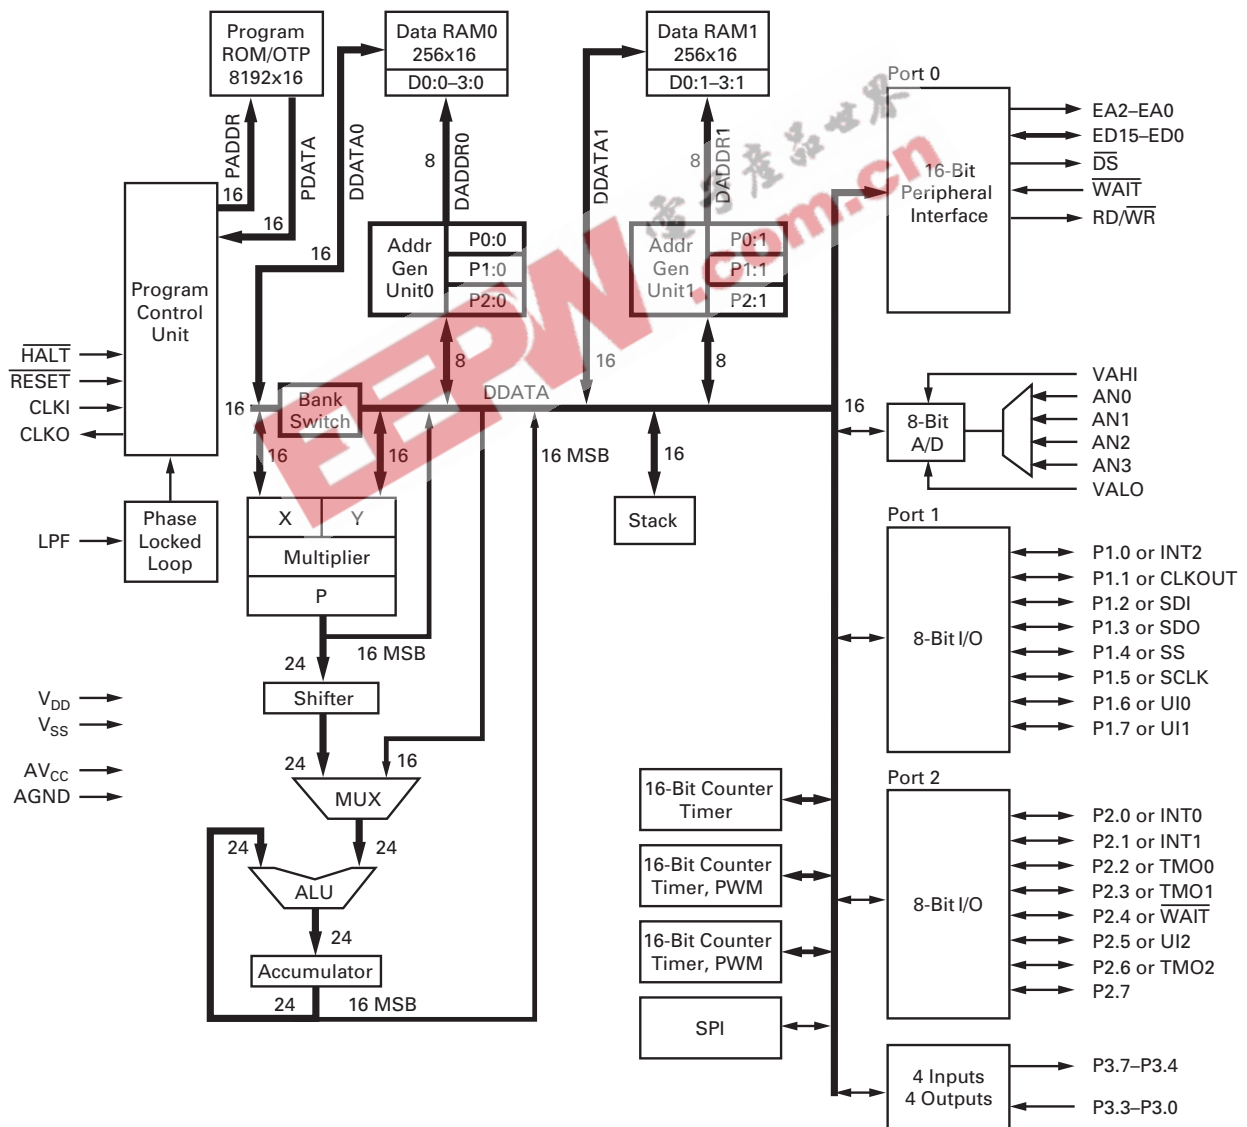 Program
ROM/OTP
8192x16
Data RAM0
256x16
D0:0–3:0
Data RAM1
256x16
D0:1–3:1
PADDR
16
PDATA
16
DDATA0
16
8
DADDR0
DDATA1
16
8
DADDR1
Port 0
16-Bit
Peripheral
Interface
EA2–EA0
ED15–ED0
DS
WAIT
RD/WR
Program
Control
Unit
HALT
RESET
CLKI
CLKO
Addr
Gen
Unit0
P0:0
P1:0
P2:0
Addr
Gen
Unit1
P0:1
P1:1
P2:1
電子產品世界
EEPW.com.cn
8
8
DDATA
16
Bank
Switch
16
16
16 MSB
16
16
8-Bit
A/D
VAHI
AN0
AN1
AN2
AN3
VALO
Phase
Locked
Loop
LPF
X
Y
Multiplier
P
Stack
Port 1
8-Bit I/O
P1.0 or INT2
P1.1 or CLKOUT
P1.2 or SDI
P1.3 or SDO
P1.4 or SS
P1.5 or SCLK
P1.6 or UI0
P1.7 or UI1
24
16 MSB
Shifter
24
16
MUX
VDD
VSS
AVCC
AGND
24
24
ALU
24
Accumulator
24
16 MSB
16-Bit Counter
Timer
16-Bit Counter
Timer, PWM
16-Bit Counter
Timer, PWM
SPI
Port 2
8-Bit I/O
P2.0 or INT0
P2.1 or INT1
P2.2 or TMO0
P2.3 or TMO1
P2.4 or WAIT
P2.5 or UI2
P2.6 or TMO2
P2.7
4 Inputs
4 Outputs
P3.7–P3.4
P3.3–P3.0